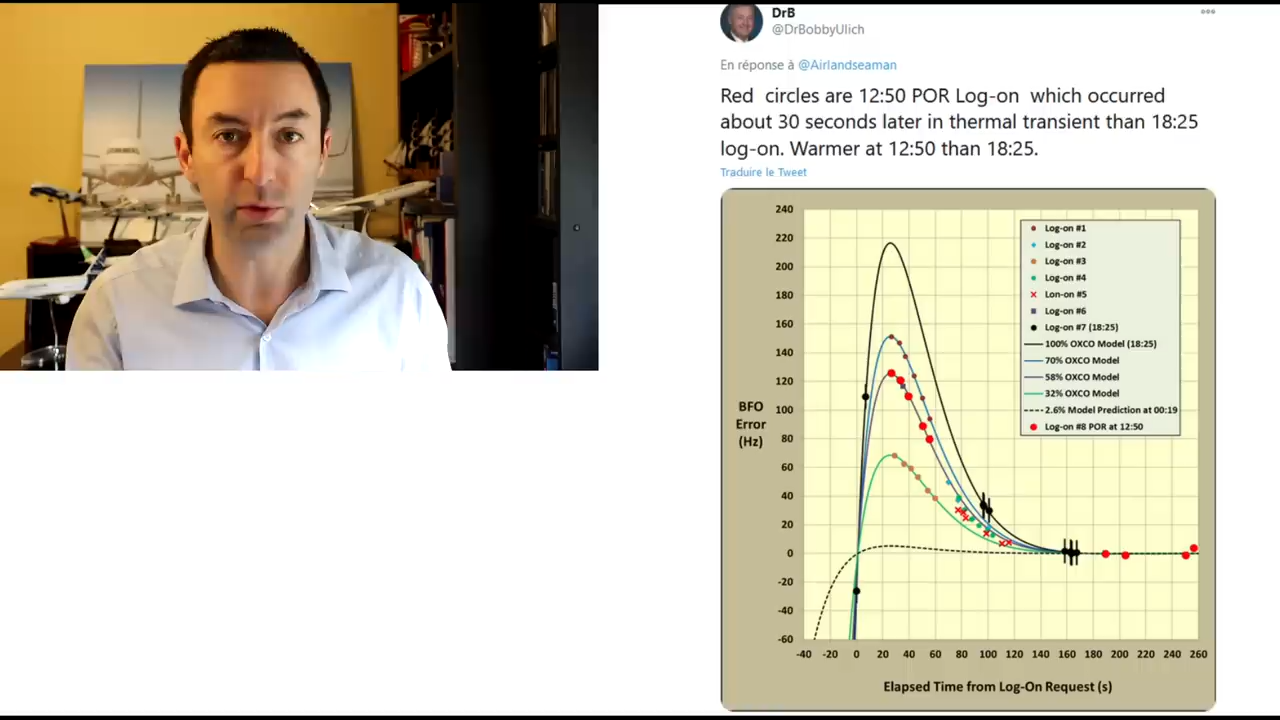 DrB
@DrBobbyUlich
En réponse à @Airlandseaman
Red circles are 12:50 POR Log-on which occurred
about 30 seconds later in thermal transient than 18:25
log-on. Warmer at 12:50 than 18:25.
Traduire le Tweet
240
220
200
180
160
140
120
100
80
60
40
20
0
-20
-40
-60
BFO
Error
(Hz)
Log-on #1
Log-on #2
Log-on #3
Log-on #4
Lon-on #5
Log-on #6
Log-on #7 (18:25)
100% OXCO Model (18:25)
70% OXCO Model
58% OXCO Model
32% OXCO Model
2.6% Model Prediction at 00:19
Log-on #8 POR at 12:50
-40 -20 0 20 40 60 80 100 120 140 160 180 200 220 240 260
Elapsed Time from Log-On Request (s)